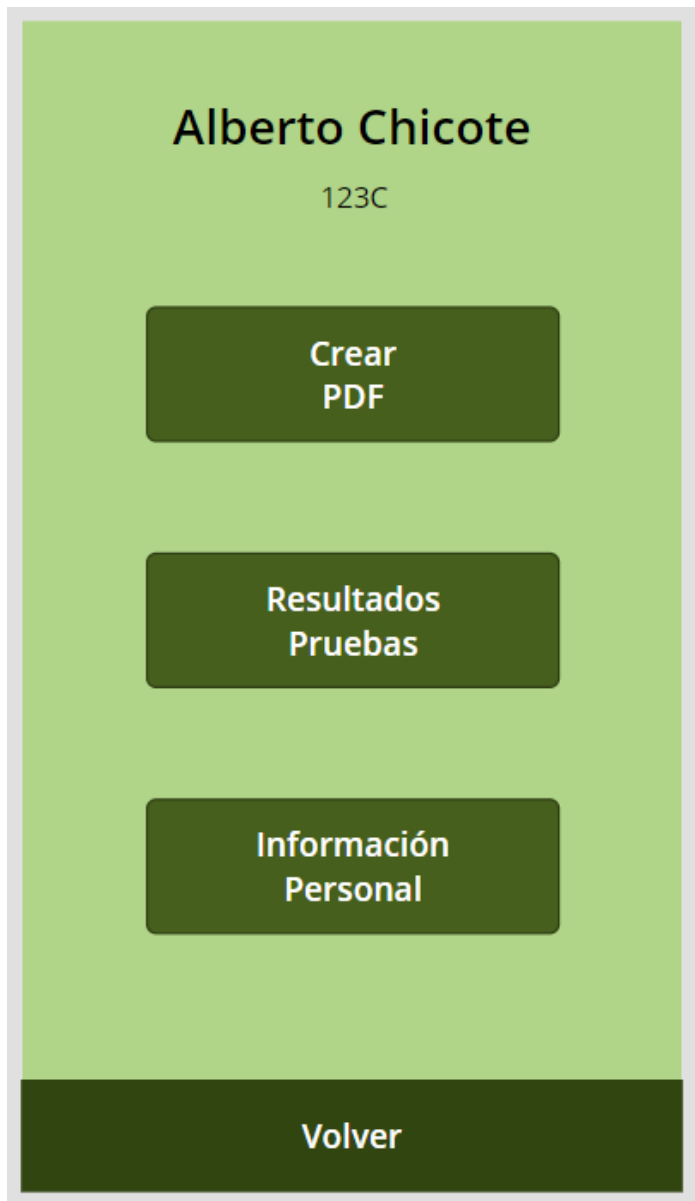 Alberto Chicote
123C
Crear
PDF
Resultados
Pruebas
Información
Personal
Volver